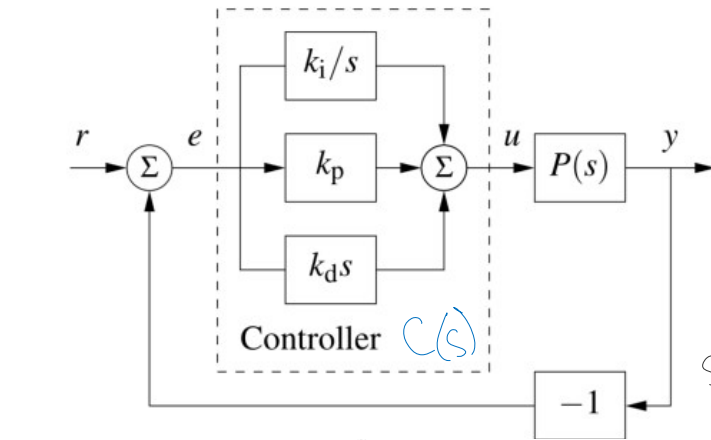 k_i/s
r e u y
Σ k_p Σ P(s)
k_d s
Controller C(s)
−1